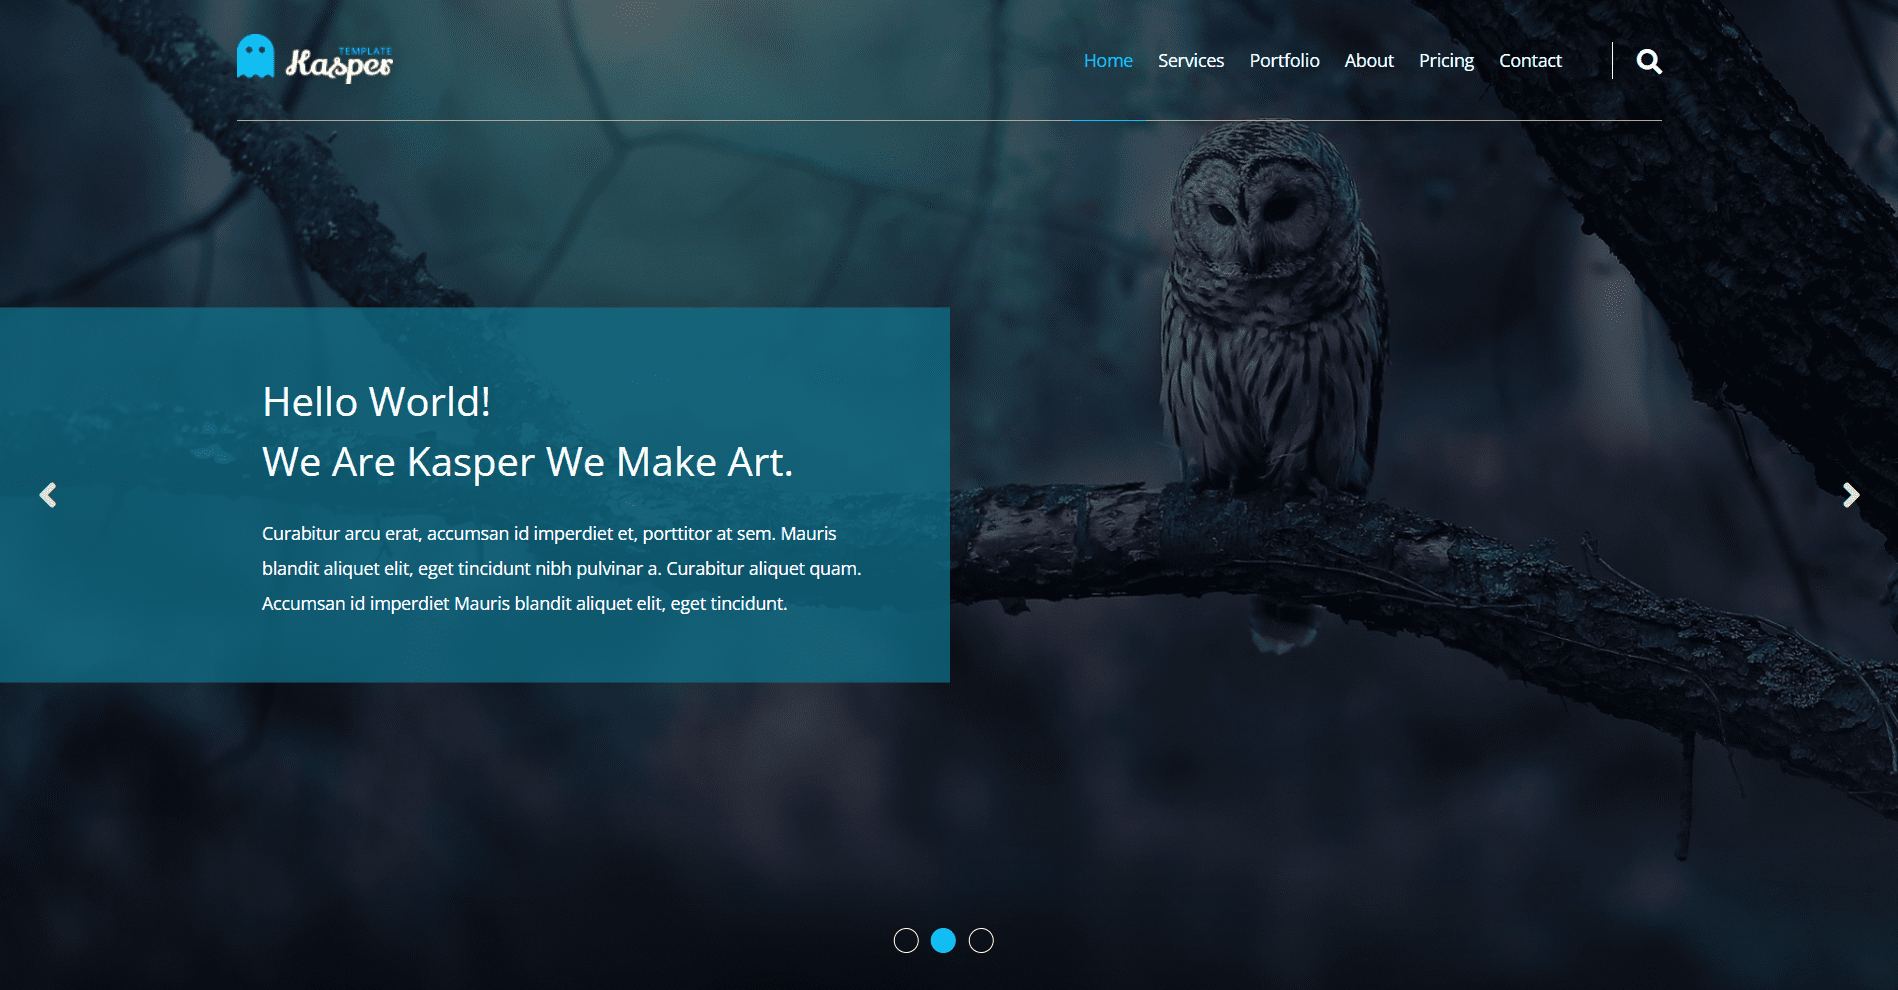 TEMPLATE
Kasper
Home Services Portfolio About Pricing Contact
Hello World!
We Are Kasper We Make Art.
Curabitur arcu erat, accumsan id imperdiet et, porttitor at sem. Mauris
blandit aliquet elit, eget tincidunt nibh pulvinar a. Curabitur aliquet quam.
Accumsan id imperdiet Mauris blandit aliquet elit, eget tincidunt.